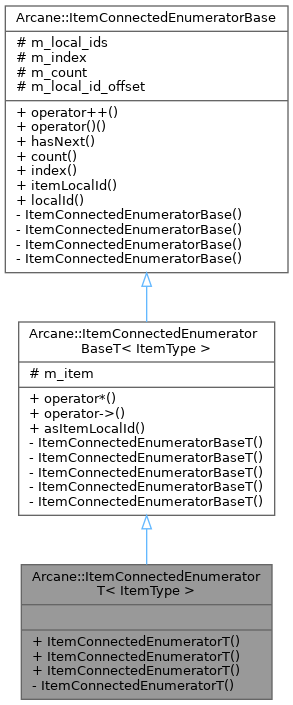 Arcane::ItemConnectedEnumeratorBase
# m_local_ids
# m_index
# m_count
# m_local_id_offset
+ operator++()
+ operator()()
+ hasNext()
+ count()
+ index()
+ itemLocalId()
+ localId()
- ItemConnectedEnumeratorBase()
- ItemConnectedEnumeratorBase()
- ItemConnectedEnumeratorBase()
- ItemConnectedEnumeratorBase()
Arcane::ItemConnectedEnumerator
BaseT< ItemType >
# m_item
+ operator*()
+ operator->()
+ asItemLocalId()
- ItemConnectedEnumeratorBaseT()
- ItemConnectedEnumeratorBaseT()
- ItemConnectedEnumeratorBaseT()
- ItemConnectedEnumeratorBaseT()
- ItemConnectedEnumeratorBaseT()
Arcane::ItemConnectedEnumerator
T< ItemType >
+ ItemConnectedEnumeratorT()
+ ItemConnectedEnumeratorT()
+ ItemConnectedEnumeratorT()
- ItemConnectedEnumeratorT()